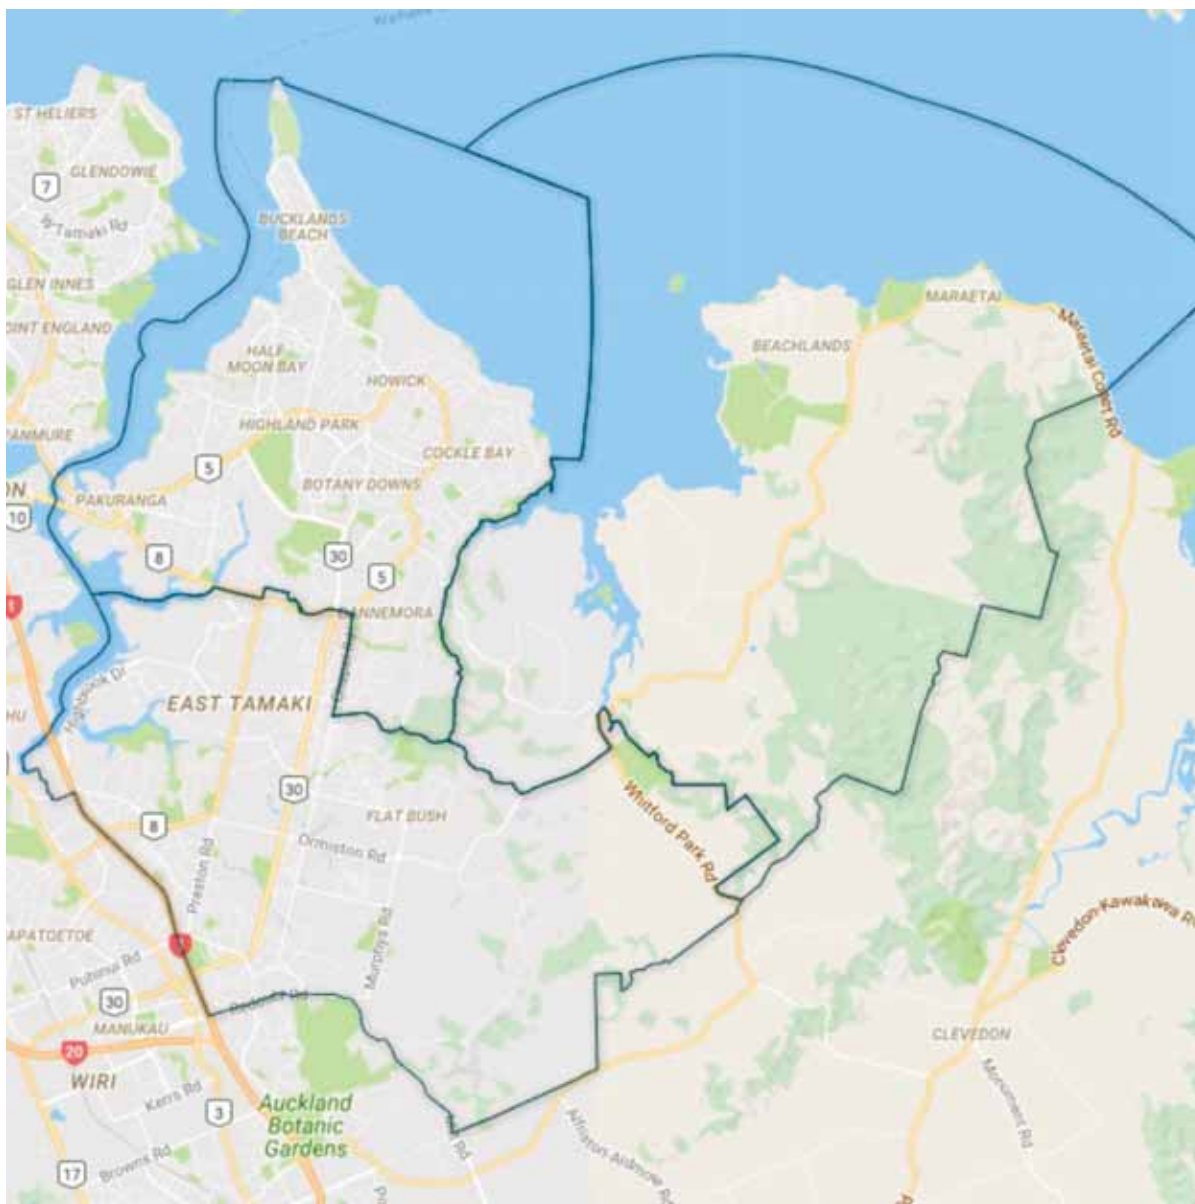 ST HELIERS
GLENDOWIE
7
Tamaki Rd
BUCKLANDS
BEACH
GLEN INNES
POINT ENGLAND
MARAETAI
Maraetai Coast Rd
BEACHLANDS
HALF
MOON BAY
HOWICK
HIGHLAND PARK
COCKLE BAY
5
BOTANY DOWNS
PAKURANGA
ON
10
8
30
5
DANNEMORA
EAST TAMAKI
Highbrook Dr
HU
30
8
FLAT BUSH
Whitford Park Rd
Ormiston Rd
Preston Rd
APATOETOE
Murphys Rd
Puhinui Rd
Redoubt Rd
30
MANUKAU
Clevedon-Kawakawa R
CLEVEDON
20
WIRI
Kerrs Rd
3
Auckland
Botanic
Gardens
Monument Rd
Alfriston-Ardmore Rd
Browns Rd
17
Rd